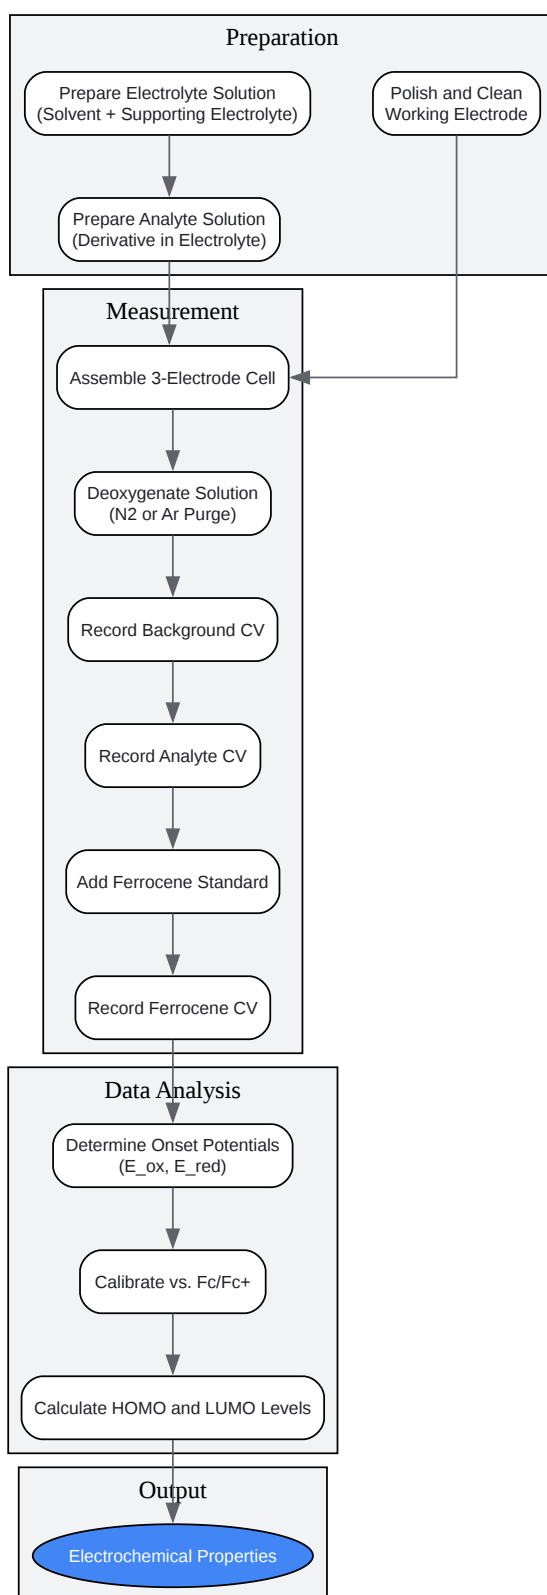 Preparation
Prepare Electrolyte Solution
(Solvent + Supporting Electrolyte)
Polish and Clean
Working Electrode
Prepare Analyte Solution
(Derivative in Electrolyte)
Measurement
Assemble 3-Electrode Cell
Deoxygenate Solution
(N2 or Ar Purge)
Record Background CV
Record Analyte CV
Add Ferrocene Standard
Record Ferrocene CV
Data Analysis
Determine Onset Potentials
(E_ox, E_red)
Calibrate vs. Fc/Fc+
Calculate HOMO and LUMO Levels
Output
Electrochemical Properties